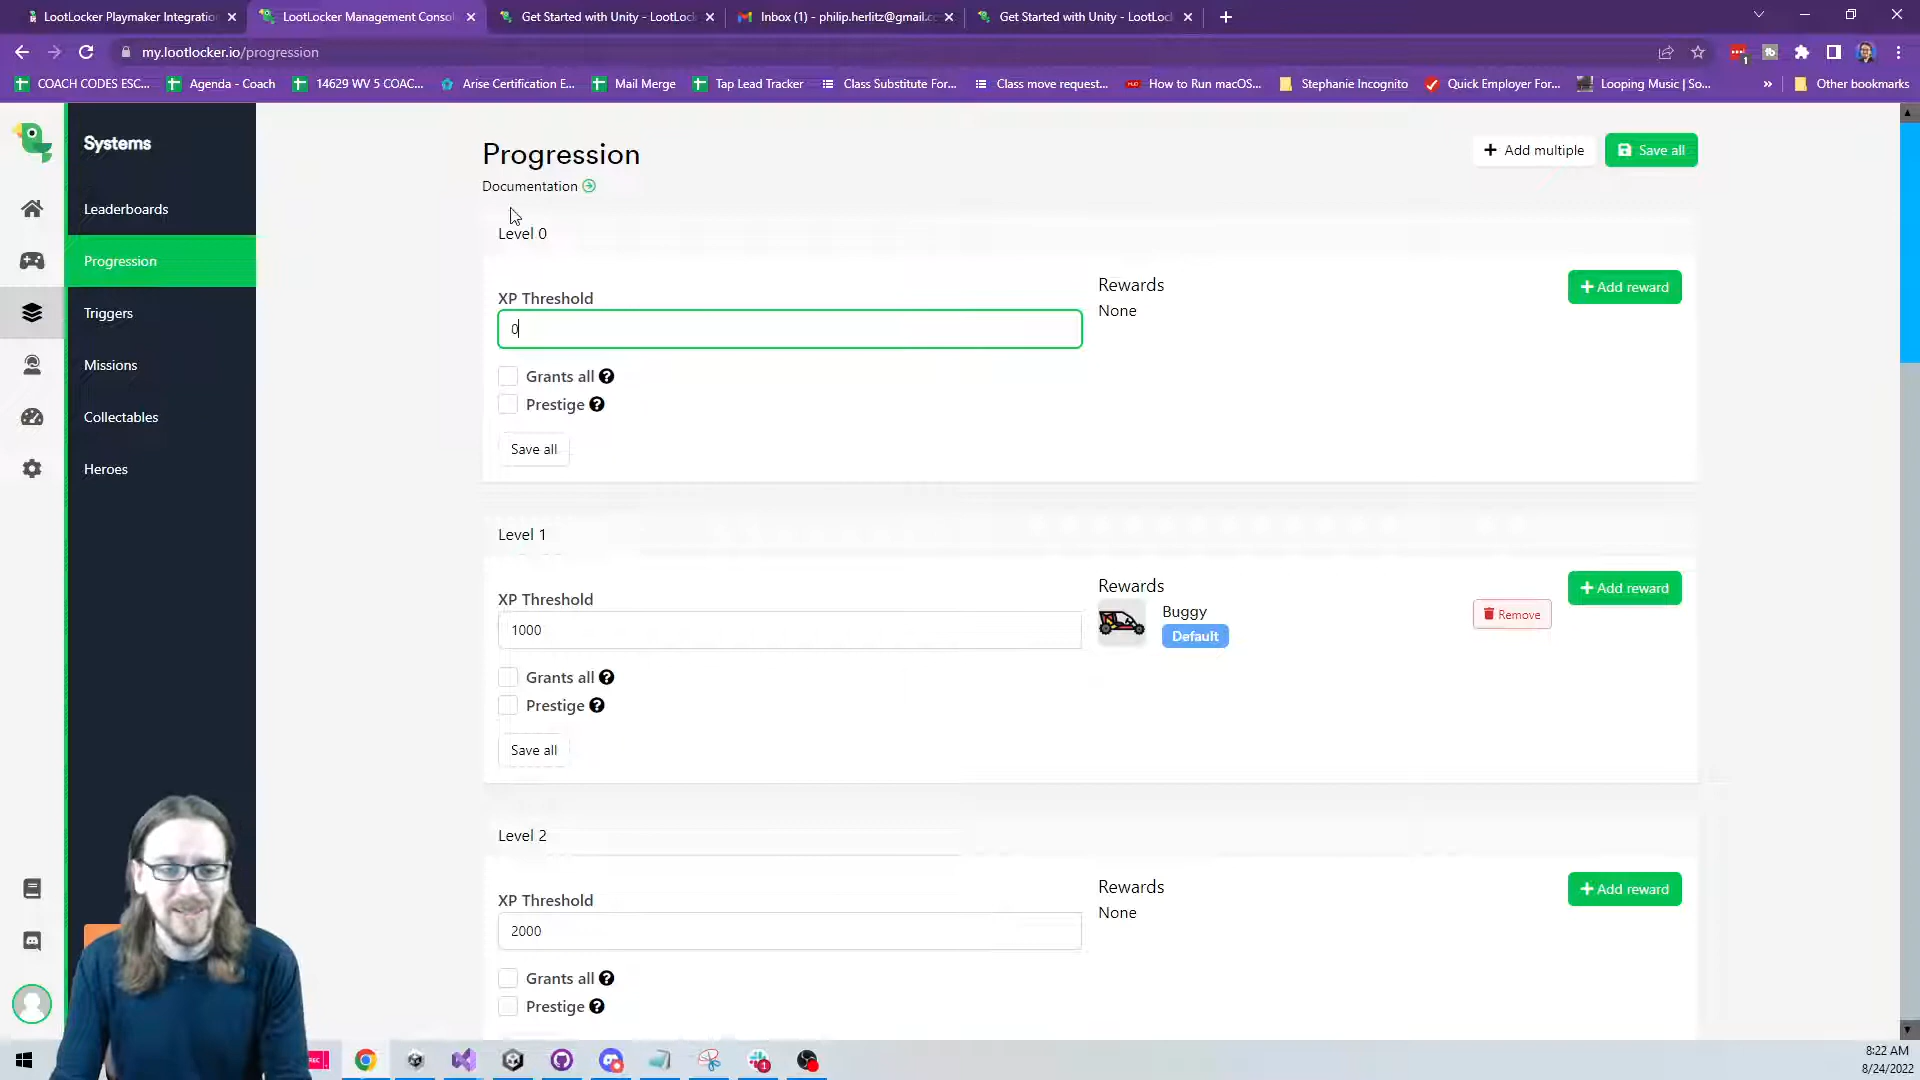 LootLocker Playmaker Integration
LootLocker Management Consol
Get Started with Unity - LootLoc
Inbox (1) - philip.herlitz@gmail.c
Get Started with Unity - LootLoc
my.lootlocker.io/progression
COACH CODES ESC...
Agenda - Coach
14629 WV 5 COAC...
Arise Certification E...
Mail Merge
Tap Lead Tracker
Class Substitute For...
Class move request...
How to Run macOS...
Stephanie Incognito
Quick Employer For...
Looping Music | So...
»
Other bookmarks
Systems
Leaderboards
Progression
Triggers
Missions
Collectables
Heroes
Progression
Documentation
+ Add multiple
Save all
Level 0
XP Threshold
0
Grants all ?
Prestige ?
Save all
Rewards
None
+ Add reward
Level 1
XP Threshold
1000
Grants all ?
Prestige ?
Save all
Rewards
Buggy
Default
Remove
+ Add reward
Level 2
XP Threshold
2000
Grants all ?
Prestige ?
Rewards
None
+ Add reward
8:22 AM
8/24/2022